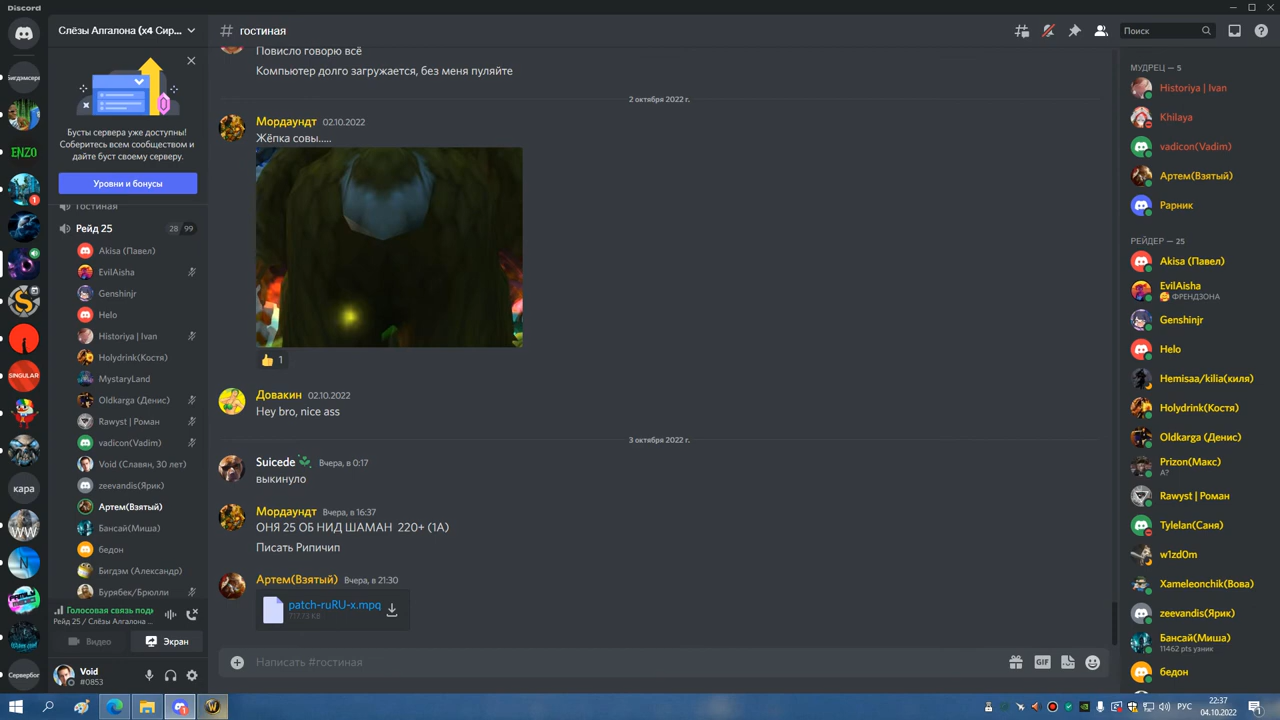 Discord
Слёзы Алгалона (x4 Сир...
гостиная
Поиск
Бусты сервера уже доступны!
Соберитесь всем сообществом и
дайте буст своему серверу.
Уровни и бонусы
ENZO
1
SINGULAR
кара
WW
Гостиная
Рейд 25
28 99
Akisa (Павел)
EvilAisha
Genshinjr
Helo
Historiya | Ivan
Holydrink(Костя)
MystaryLand
Oldkarga (Денис)
Rawyst | Роман
vadicon(Vadim)
Void (Славян, 30 лет)
zeevandis(Ярик)
Артем(Взятый)
Бансай(Миша)
бедон
Бигдэм (Александр)
Бурябек/Брюлли
Голосовая связь подк
Рейд 25 / Слёзы Алгалона ...
Видео
Экран
Void
#0853
Повисло говорю всё
Компьютер долго загружается, без меня пуляйте
2 октября 2022 г.
Мордаундт 02.10.2022
Жёпка совы.....
1
Довакин 02.10.2022
Hey bro, nice ass
3 октября 2022 г.
Suicede Вчера, в 0:17
выкинуло
Мордаундт Вчера, в 16:37
ОНЯ 25 ОБ НИД ШАМАН 220+ (1А)
Писать Рипичип
Артем(Взятый) Вчера, в 21:30
patch-ruRU-x.mpq
717.73 KB
Написать #гостиная
GIF
МУДРЕЦ — 5
Historiya | Ivan
Khilaya
vadicon(Vadim)
Артем(Взятый)
Рарник
РЕЙДЕР — 25
Akisa (Павел)
EvilAisha
ФРЕНДЗОНА
Genshinjr
Helo
Hemisaa/kilia(киля)
Holydrink(Костя)
Oldkarga (Денис)
Prizon(Макс)
A?
Rawyst | Роман
Tylelan(Саня)
w1zd0m
Xameleonchik(Вова)
zeevandis(Ярик)
Бансай(Миша)
11462 pts узник
бедон
РУС
22:37
04.10.2022
1